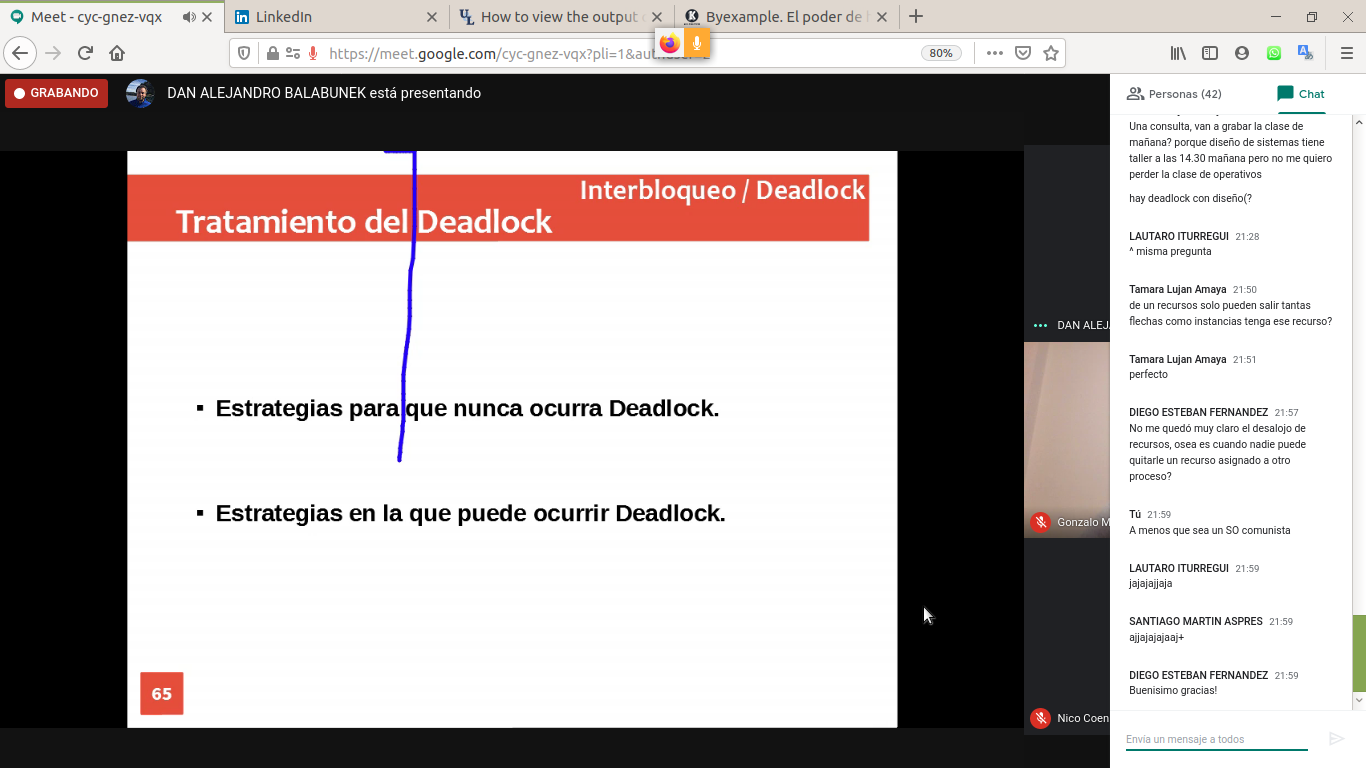 Meet - cyc-gnez-vqx
LinkedIn
How to view the output
Byexample. El poder de
https://meet.google.com/cyc-gnez-vqx?pli=1&au
80%
GRABANDO
DAN ALEJANDRO BALABUNEK está presentando
Personas (42)
Chat
Interbloqueo / Deadlock
Tratamiento del Deadlock
▪ Estrategias para que nunca ocurra Deadlock.
▪ Estrategias en la que puede ocurrir Deadlock.
65
DAN ALEJ
Gonzalo M
Nico Coen
Una consulta, van a grabar la clase de
mañana? porque diseño de sistemas tiene
taller a las 14.30 mañana pero no me quiero
perder la clase de operativos
hay deadlock con diseño(?
LAUTARO ITURREGUI 21:28
^ misma pregunta
Tamara Lujan Amaya 21:50
de un recursos solo pueden salir tantas
flechas como instancias tenga ese recurso?
Tamara Lujan Amaya 21:51
perfecto
DIEGO ESTEBAN FERNANDEZ 21:57
No me quedó muy claro el desalojo de
recursos, osea es cuando nadie puede
quitarle un recurso asignado a otro
proceso?
Tú 21:59
A menos que sea un SO comunista
LAUTARO ITURREGUI 21:59
jajajajjaja
SANTIAGO MARTIN ASPRES 21:59
ajjajajajaaj+
DIEGO ESTEBAN FERNANDEZ 21:59
Buenisimo gracias!
Envía un mensaje a todos